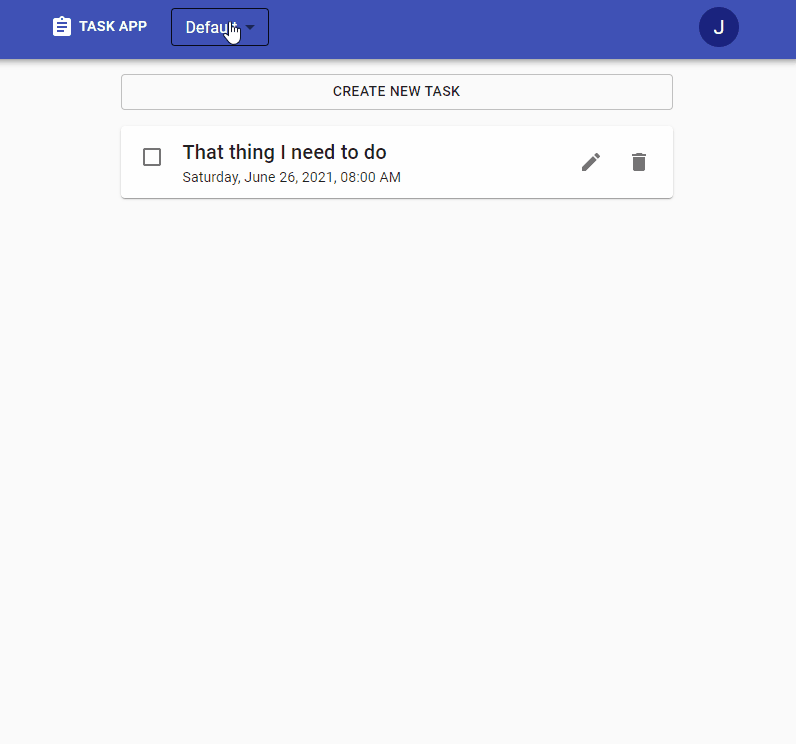 TASK APP
Default
J
CREATE NEW TASK
That thing I need to do
Saturday, June 26, 2021, 08:00 AM